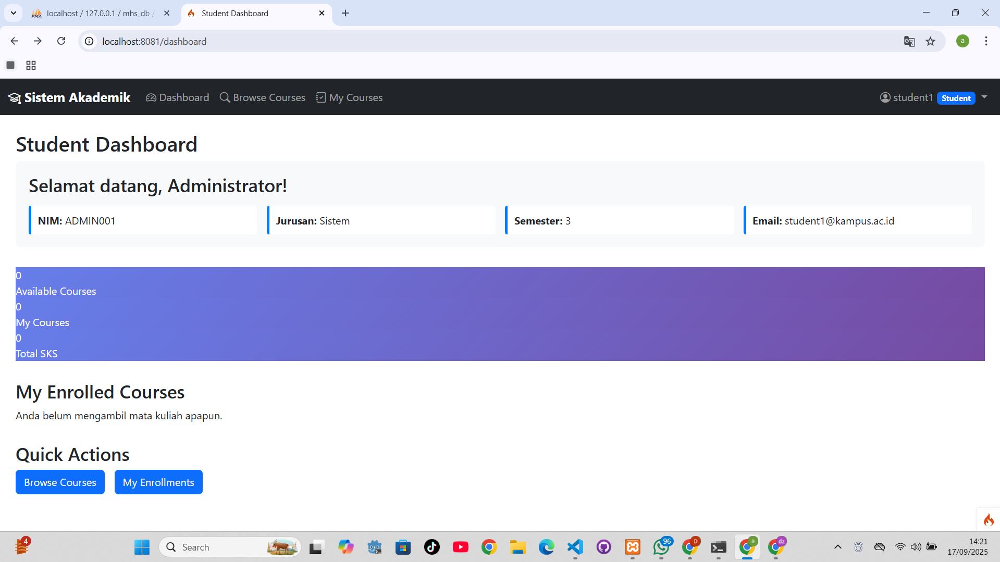 localhost / 127.0.0.1 / mhs_db /
Student Dashboard
localhost:8081/dashboard
a
Sistem Akademik
Dashboard
Browse Courses
My Courses
student1 Student
Student Dashboard
Selamat datang, Administrator!
NIM: ADMIN001
Jurusan: Sistem
Semester: 3
Email: student1@kampus.ac.id
0
Available Courses
0
My Courses
0
Total SKS
My Enrolled Courses
Anda belum mengambil mata kuliah apapun.
Quick Actions
Browse Courses
My Enrollments
4
Search
96
D
a
dz
14:21
17/09/2025